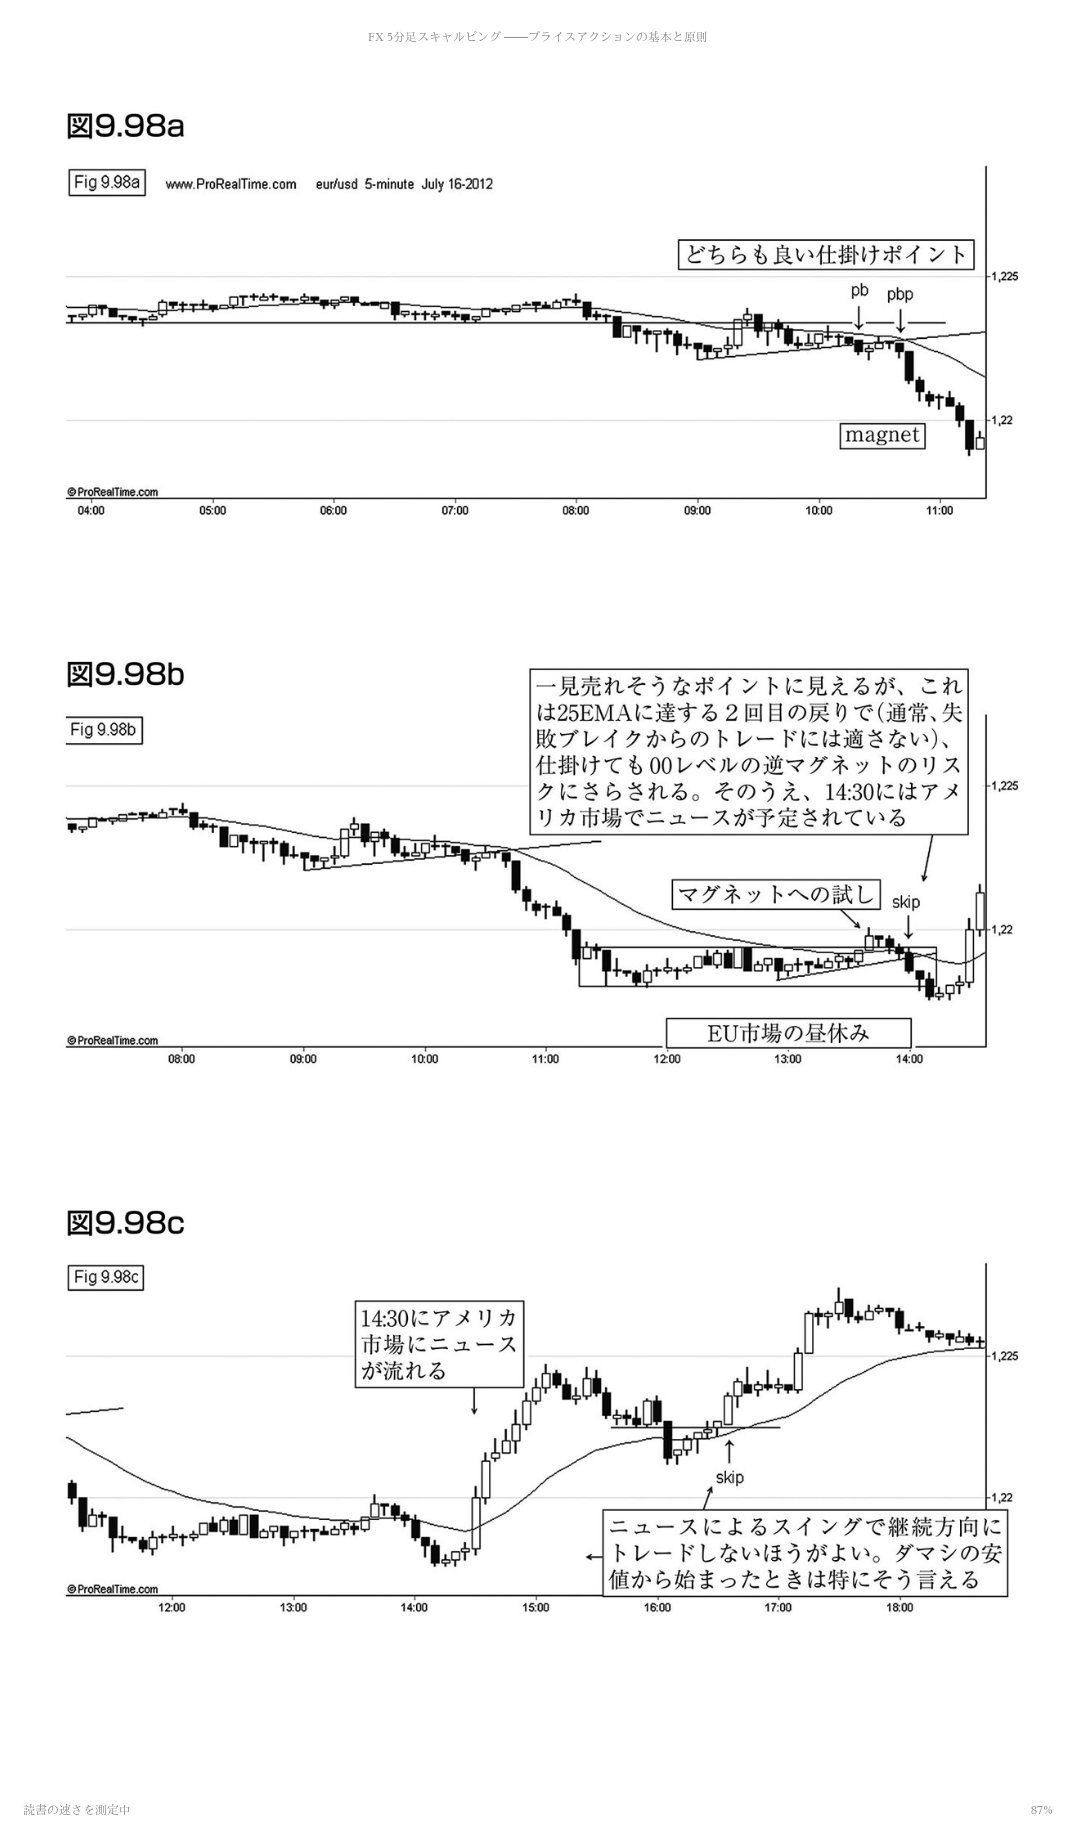 FX 5分足スキャルピング ――プライスアクションの基本と原則
図9.98a
Fig 9.98a www.ProRealTime.com eur/usd 5-minute July 16-2012
どちらも良い仕掛けポイント
1,225
pb pbp
1,22
magnet
©ProRealTime.com
04:00 05:00 06:00 07:00 08:00 09:00 10:00 11:00
図9.98b
Fig 9.98b
一見売れそうなポイントに見えるが、これ
は25EMAに達する２回目の戻りで(通常、失
敗ブレイクからのトレードには適さない)、
仕掛けても00レベルの逆マグネットのリス
クにさらされる。そのうえ、14:30にはアメ
リカ市場でニュースが予定されている
1,225
マグネットへの試し
skip
1,22
EU市場の昼休み
©ProRealTime.com
08:00 09:00 10:00 11:00 12:00 13:00 14:00
図9.98c
Fig 9.98c
14:30にアメリカ
市場にニュース
が流れる
1,225
skip
1,22
ニュースによるスイングで継続方向に
トレードしないほうがよい。ダマシの安
値から始まったときは特にそう言える
©ProRealTime.com
12:00 13:00 14:00 15:00 16:00 17:00 18:00
読書の速さを測定中 87%